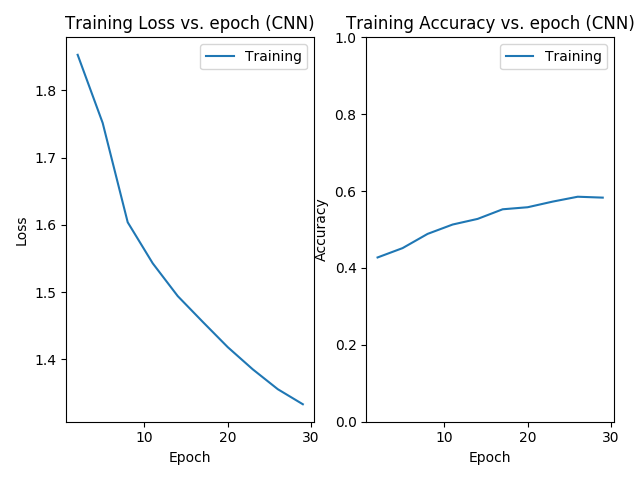 Training Loss vs. epoch (CNN)
Training
1.8
1.7
1.6
1.5
1.4
Loss
10
20
30
Epoch
Training Accuracy vs. epoch (CNN)
Training
1.0
0.8
0.6
0.4
0.2
0.0
Accuracy
10
20
30
Epoch